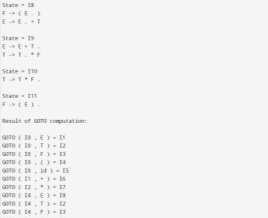 State = I8
F -> ( E . )
E -> E . + T

State = I9
E -> E + T .
T -> T . * F

State = I10
T -> T * F .

State = I11
F -> ( E ) .

Result of GOTO computation:

GOTO ( I0 , E ) = I1
GOTO ( I0 , T ) = I2
GOTO ( I0 , F ) = I3
GOTO ( I0 , ( ) = I4
GOTO ( I0 , id ) = I5
GOTO ( I1 , + ) = I6
GOTO ( I2 , * ) = I7
GOTO ( I4 , E ) = I8
GOTO ( I4 , T ) = I2
GOTO ( I4 , F ) = I3